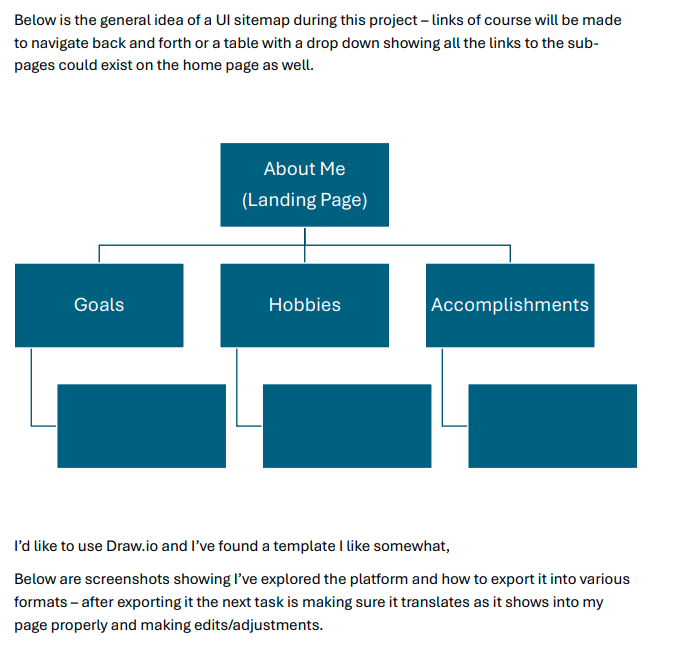 Below is the general idea of a UI sitemap during this project – links of course will be made
to navigate back and forth or a table with a drop down showing all the links to the sub-
pages could exist on the home page as well.
About Me
(Landing Page)
Goals
Hobbies
Accomplishments
I’d like to use Draw.io and I’ve found a template I like somewhat,
Below are screenshots showing I’ve explored the platform and how to export it into various
formats – after exporting it the next task is making sure it translates as it shows into my
page properly and making edits/adjustments.